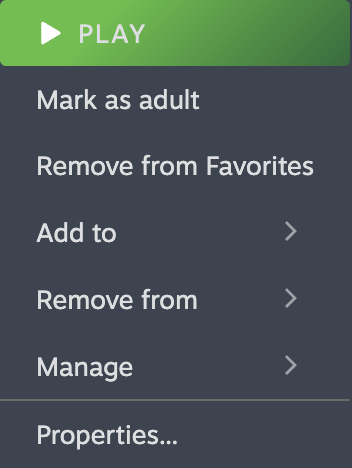 PLAY
Mark as adult
Remove from Favorites
Add to
Remove from
Manage
Properties...